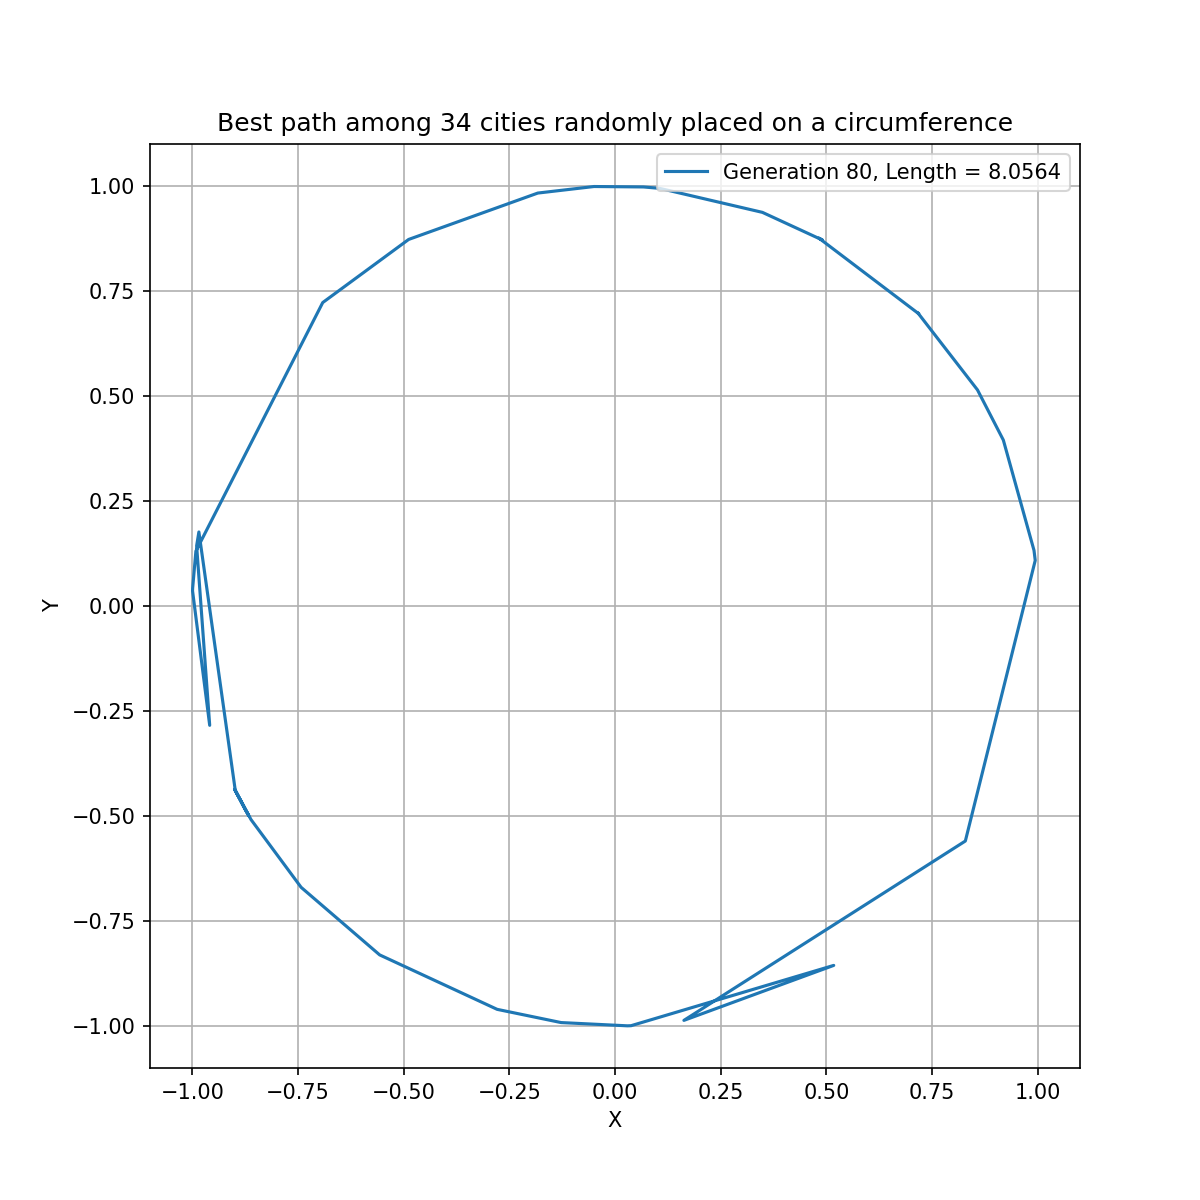 Best path among 34 cities randomly placed on a circumference
Generation 80, Length = 8.0564
1.00
0.75
0.50
0.25
0.00
−0.25
−0.50
−0.75
−1.00
Y
−1.00 −0.75 −0.50 −0.25 0.00 0.25 0.50 0.75 1.00
X